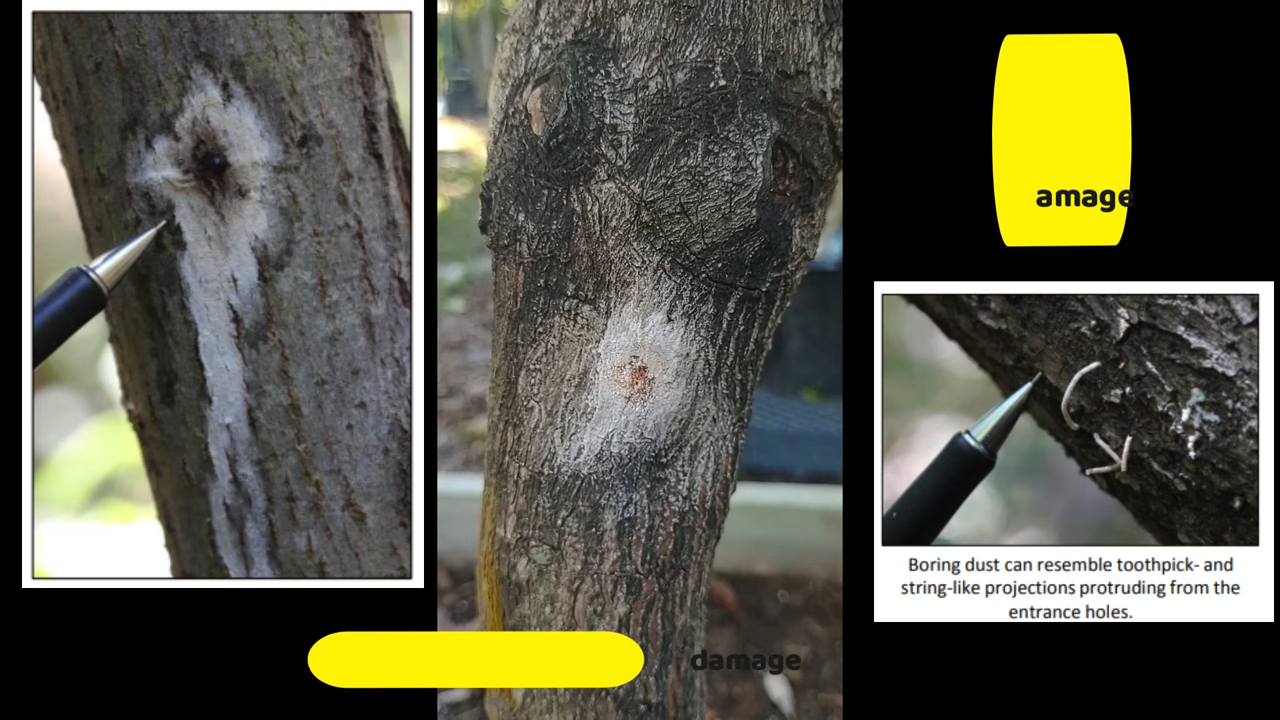 amage
Boring dust can resemble toothpick- and
string-like projections protruding from the
entrance holes.
damage